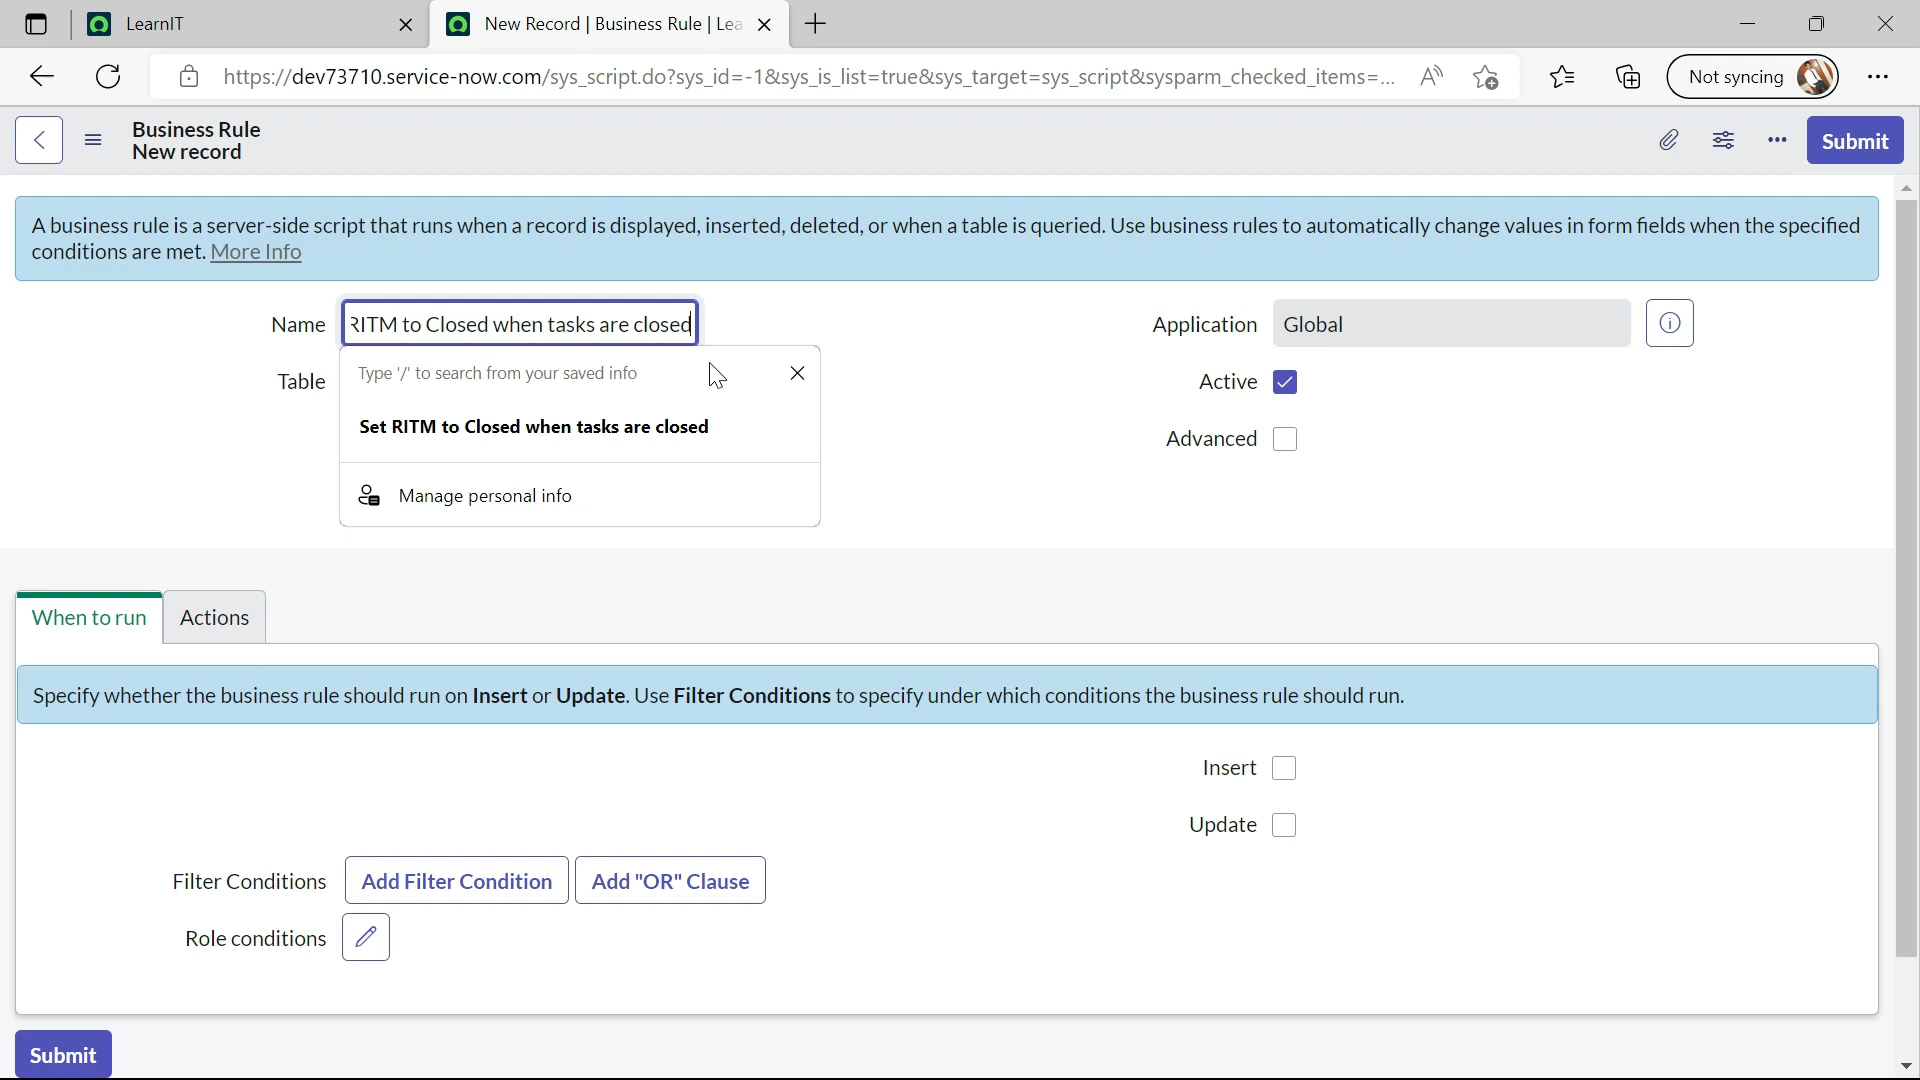 LearnIT
New Record | Business Rule | Lea
https://dev73710.service-now.com/sys_script.do?sys_id=-1&sys_is_list=true&sys_target=sys_script&sysparm_checked_items=...
Not syncing
Business Rule
New record
Submit
A business rule is a server-side script that runs when a record is displayed, inserted, deleted, or when a table is queried. Use business rules to automatically change values in form fields when the specified
conditions are met. More Info
Name
RITM to Closed when tasks are closed
Application
Global
Table
Type '/' to search from your saved info
Active
Set RITM to Closed when tasks are closed
Advanced
Manage personal info
When to run
Actions
Specify whether the business rule should run on Insert or Update. Use Filter Conditions to specify under which conditions the business rule should run.
Insert
Update
Filter Conditions
Add Filter Condition
Add "OR" Clause
Role conditions
Submit